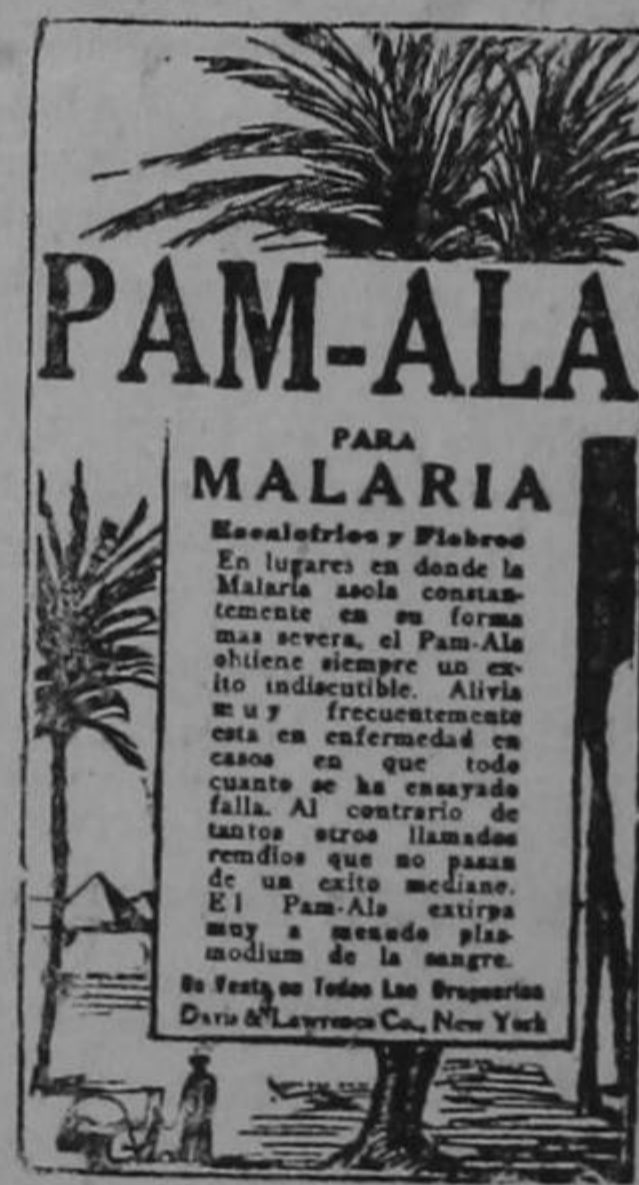 PAM-ALA
PARA
MALARIA
Escalofrios y Fiebres
En lugares en donde la
Malaria asola constan-
temente en su forma
mas severa, el Pam-Ala
obtiene siempre un ex-
ito indiscutible. Alivia
muy frecuentemente
esta en enfermedad en
casos en que todo
cuanto se ha ensayado
falla. Al contrario de
tantos otros llamados
remdios que no pasan
de un exito mediano.
El Pam-Ala extirpa
muy a menudo plas-
modium de la sangre.
De Venta en Todas Las Droguerias
Davis & Lawrence Co., New York